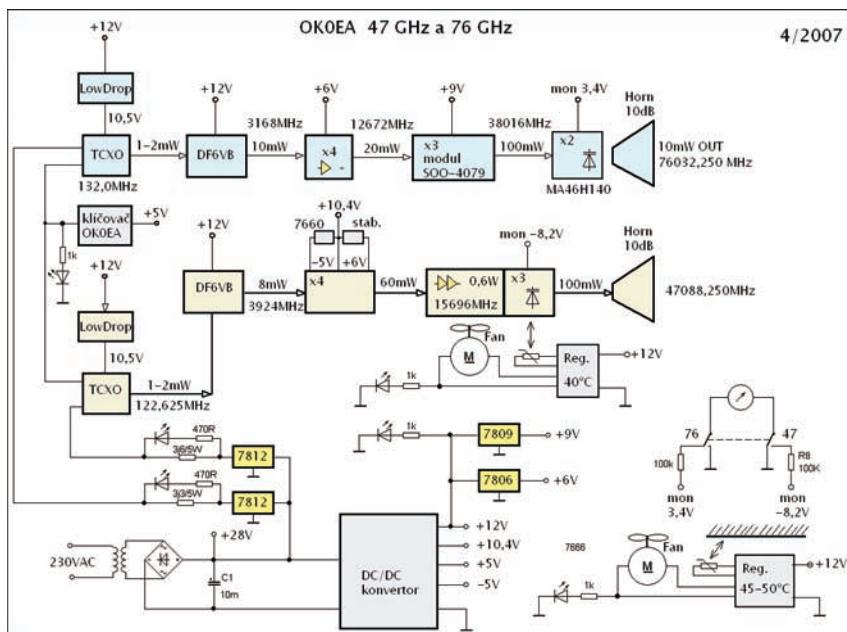 OK0EA 47 GHz a 76 GHz
4/2007
+12V
LowDrop
10,5V
TCXO
132,0MHz
1-2mW
+12V
DF6VB
3168MHz
10mW
+6V
x4
12672MHz
20mW
+9V
x3
modul
SOO-4079
38016MHz
100mW
mon 3,4V
x2
MA46H140
Horn
10dB
10mW OUT
76032,250 MHz
klíčovač
OK0EA
+5V
1k
+12V
LowDrop
10,5V
TCXO
1-2mW
122,625MHz
+12V
DF6VB
8mW
3924MHz
+10,4V
7660
stab.
-5V
+6V
x4
60mW
0,6W
15696MHz
mon -8,2V
x3
100mW
Horn
10dB
47088,250MHz
Fan
M
1k
Reg.
40°C
+12V
470R
3j6/5W
7812
470R
3j3/5W
7812
1k
7809
+9V
7806
+6V
76
47
100k
R8
100K
mon
3,4V
mon
-8,2V
230VAC
+28V
C1
10m
DC/DC
konvertor
+12V
+10,4V
+5V
-5V
7666
Fan
M
1k
Reg.
45-50°C
+12V